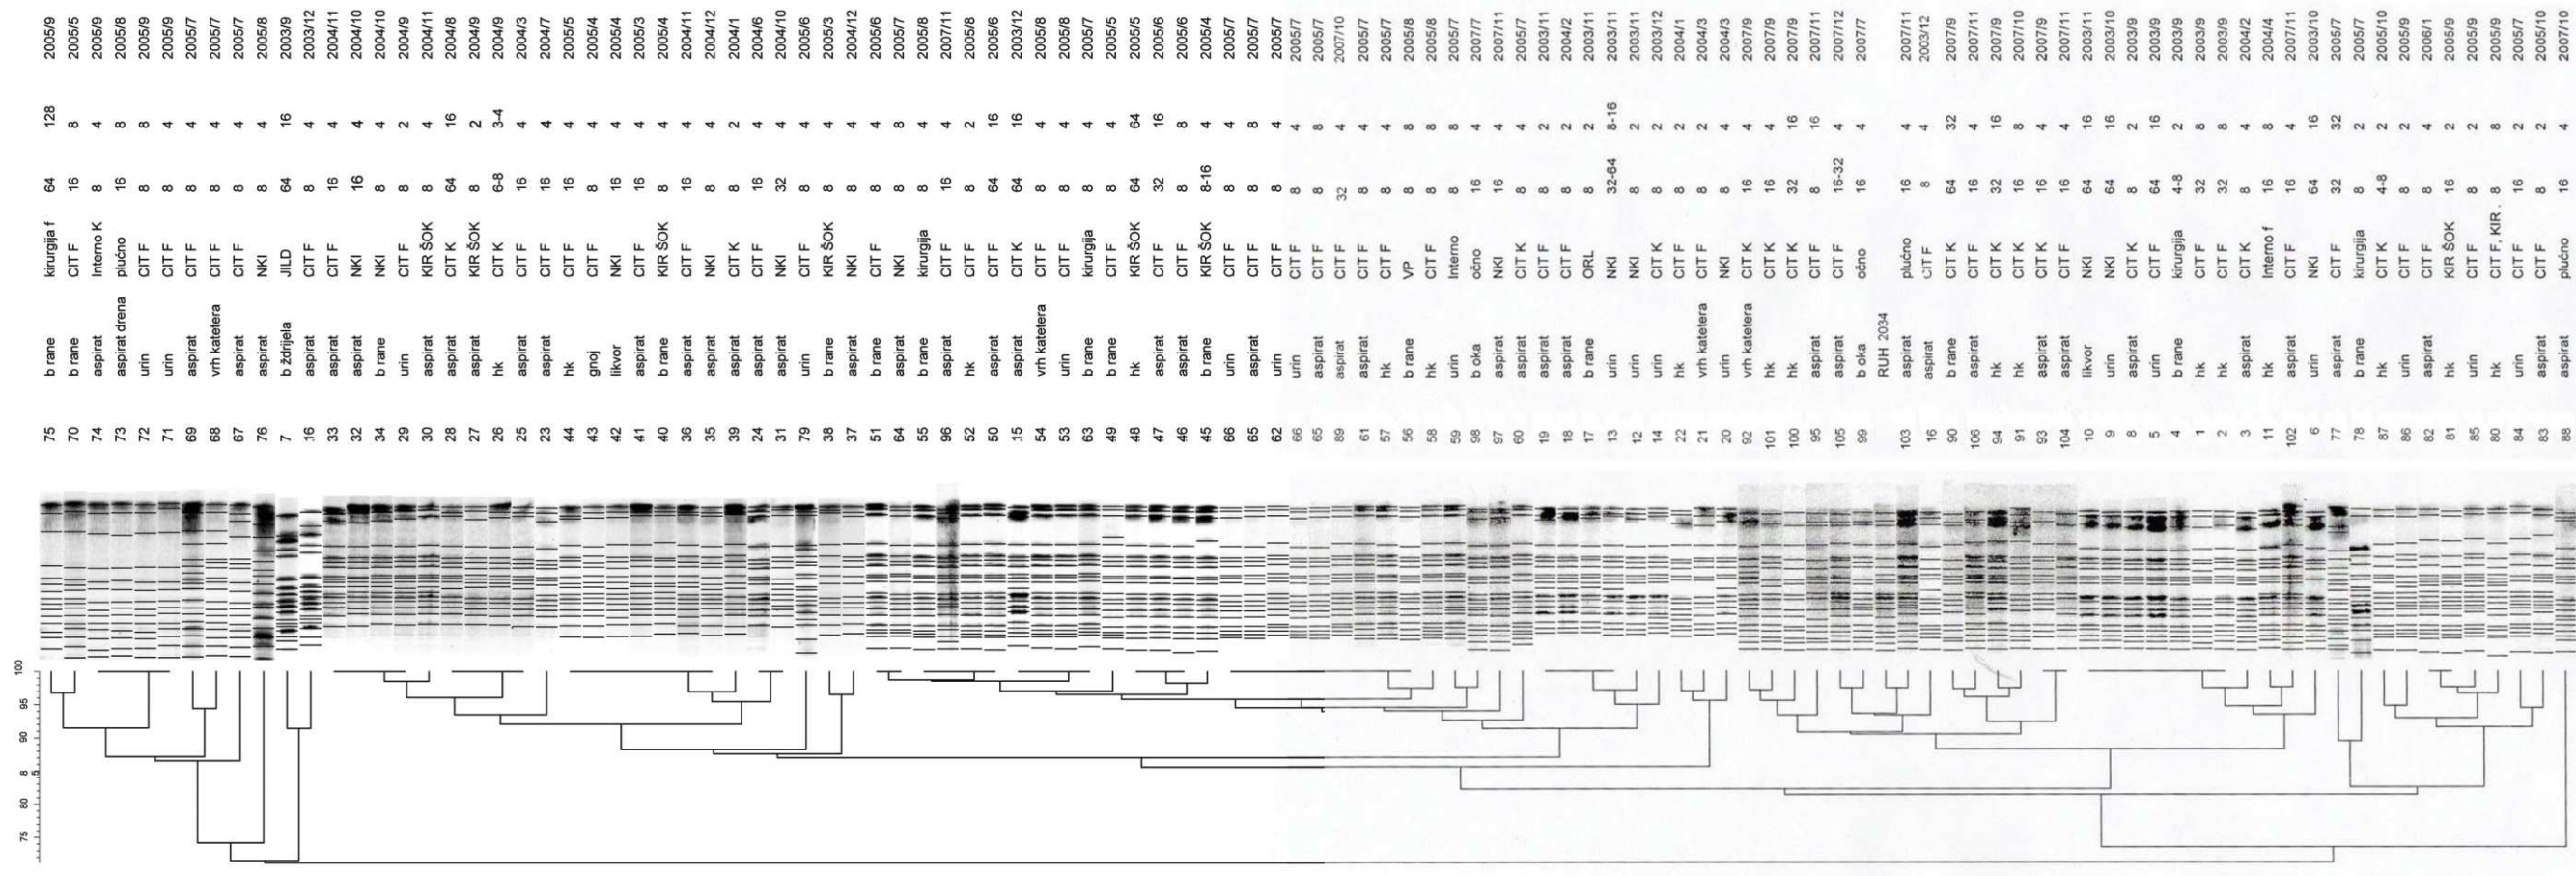 75 80 85 90 95 100
75 b rane kirurgija f 64 128 2005/9
70 b rane CIT F 16 8 2005/5
74 aspirat Interno K 8 4 2005/9
73 aspirat drena plućno 16 8 2005/8
72 urin CIT F 8 8 2005/9
71 urin CIT F 8 4 2005/9
69 aspirat CIT F 8 4 2005/7
68 vrh katetera CIT F 8 4 2005/7
67 aspirat CIT F 8 4 2005/7
76 aspirat NKI 8 4 2005/8
7 b ždrijela JILD 64 16 2003/9
16 aspirat CIT F 8 4 2003/12
33 aspirat CIT F 16 4 2004/11
32 aspirat NKI 16 4 2004/10
34 b rane NKI 8 4 2004/10
29 urin CIT F 8 2 2004/9
30 aspirat KIR ŠOK 8 4 2004/11
28 aspirat CIT K 64 16 2004/8
27 aspirat KIR ŠOK 8 2 2004/9
26 hk CIT K 6-8 3-4 2004/9
25 aspirat CIT F 16 4 2004/3
23 aspirat CIT F 16 4 2004/7
44 hk CIT F 16 4 2005/5
43 gnoj CIT F 8 4 2005/4
42 likvor NKI 16 4 2005/4
41 aspirat CIT F 16 4 2005/3
40 b rane KIR ŠOK 8 4 2005/4
36 aspirat CIT F 16 4 2004/11
35 aspirat NKI 8 4 2004/12
39 aspirat CIT K 8 2 2004/1
24 aspirat CIT F 16 4 2004/6
31 aspirat NKI 32 4 2004/10
79 urin CIT F 8 4 2005/6
38 b rane KIR ŠOK 8 4 2005/3
37 aspirat NKI 8 4 2004/12
51 b rane CIT F 8 4 2005/6
64 aspirat NKI 8 8 2005/7
55 b rane kirurgija 8 4 2005/8
96 aspirat CIT F 16 4 2007/11
52 hk CIT F 8 2 2005/8
50 aspirat CIT F 64 16 2005/6
15 aspirat CIT K 64 16 2003/12
54 vrh katetera CIT F 8 4 2005/8
53 urin CIT F 8 4 2005/8
63 b rane kirurgija 8 4 2005/7
49 b rane CIT F 8 4 2005/5
48 hk KIR ŠOK 64 64 2005/5
47 aspirat CIT F 32 16 2005/6
46 aspirat CIT F 8 8 2005/6
45 b rane KIR ŠOK 8-16 4 2005/4
66 urin CIT F 8 4 2005/7
65 aspirat CIT F 8 8 2005/7
62 urin CIT F 8 4 2005/7
66 urin CIT F 8 4 2005/7
65 aspirat CIT F 8 8 2005/7
89 aspirat CIT F 32 4 2007/10
61 aspirat CIT F 8 4 2005/7
57 hk CIT F 8 4 2005/7
56 b rane VP 8 8 2005/8
58 hk CIT F 8 8 2005/8
59 urin Interno 8 8 2005/7
98 b oka očno 16 4 2007/7
97 aspirat NKI 16 4 2007/11
60 aspirat CIT K 8 4 2005/7
19 aspirat CIT F 8 2 2003/11
18 aspirat CIT F 8 2 2004/2
17 b rane ORL 8 2 2003/11
13 urin NKI 32-64 8-16 2003/11
12 urin NKI 8 2 2003/11
14 urin CIT K 8 2 2003/12
22 hk CIT F 8 2 2004/1
21 vrh katetera CIT F 8 2 2004/3
20 urin NKI 8 4 2004/3
92 vrh katetera CIT K 16 4 2007/9
101 hk CIT F 16 4 2007/9
100 hk CIT K 32 16 2007/9
95 aspirat CIT F 8 16 2007/11
105 aspirat CIT F 16-32 4 2007/12
99 b oka očno 16 4 2007/7
RUH 2034
103 aspirat plućno 16 4 2007/11
16 aspirat CIT F 8 4 2003/12
90 b rane CIT K 64 32 2007/9
106 aspirat CIT F 16 4 2007/11
94 hk CIT K 32 16 2007/9
91 hk CIT K 16 8 2007/10
93 aspirat CIT K 16 4 2007/9
104 aspirat CIT F 16 4 2007/11
10 likvor NKI 64 16 2003/11
9 urin NKI 64 16 2003/10
8 aspirat CIT K 8 2 2003/9
5 urin CIT F 64 16 2003/9
4 b rane kirurgija 4-8 2 2003/9
1 hk CIT F 32 8 2003/9
2 hk CIT F 32 8 2003/9
3 aspirat CIT K 8 4 2004/2
11 hk Interno f 16 8 2004/4
102 aspirat CIT F 16 4 2007/11
6 urin NKI 64 16 2003/10
77 aspirat CIT F 32 32 2005/7
78 b rane kirurgija 8 2 2005/7
87 hk CIT K 4-8 2 2005/10
86 urin CIT F 8 2 2005/9
82 aspirat CIT F 8 4 2006/1
81 hk KIR ŠOK 16 2 2005/9
85 urin CIT F 8 2 2005/9
80 hk CIT F, KIR . 8 8 2005/9
84 urin CIT F 16 2 2005/7
83 aspirat CIT F 8 2 2005/10
88 aspirat plućno 16 4 2007/10